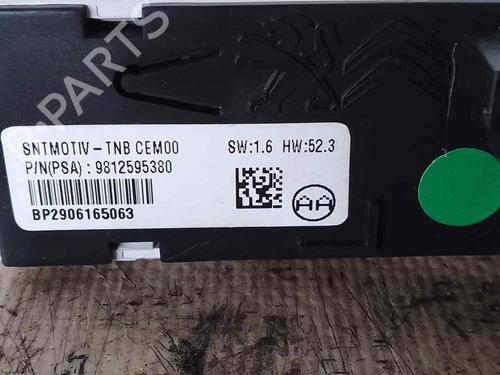 SNTMOTIV-TNB CEM00 SW:1.6 HW:52.3
P/N(PSA) : 9812595380
BP2906165063
AA
B-PARTS